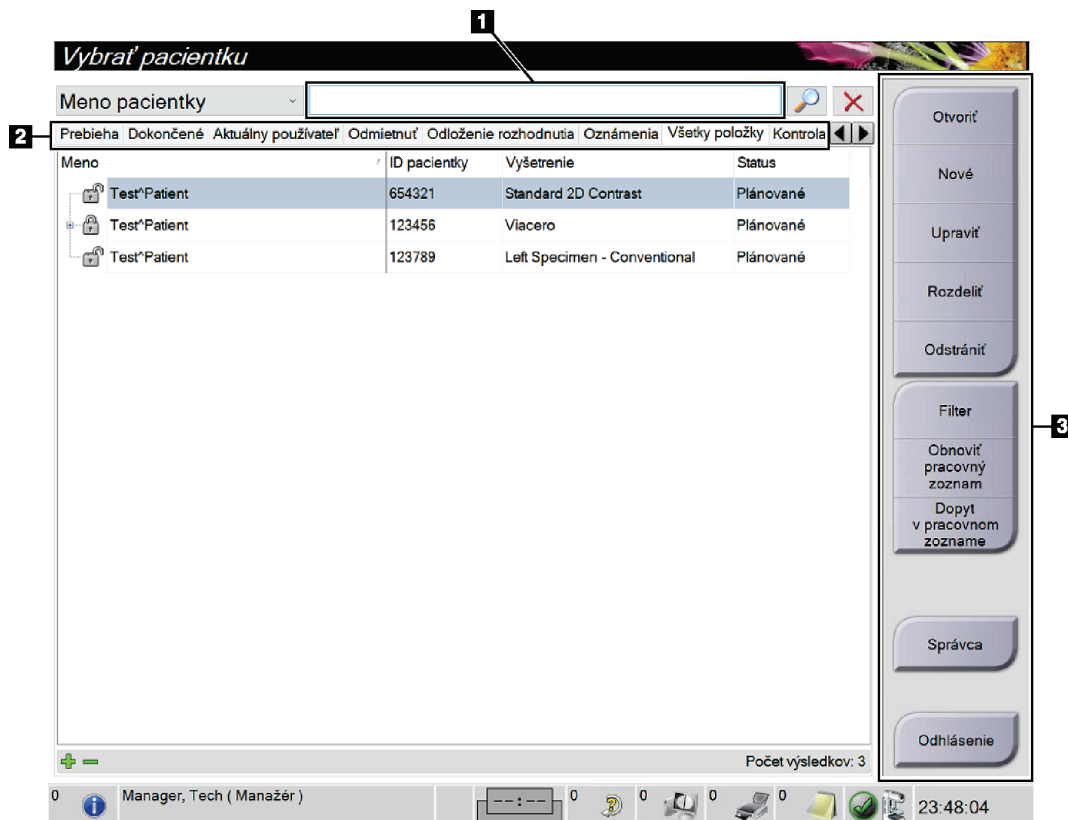 1
Vybrať pacientku
Meno pacientky
2
Prebieha Dokončené Aktuálny používateľ Odmietnuť Odloženie rozhodnutia Oznámenia Všetky položky Kontrola
Meno ID pacientky Vyšetrenie Status
Test^Patient 654321 Standard 2D Contrast Plánované
Test^Patient 123456 Viacero Plánované
Test^Patient 123789 Left Specimen - Conventional Plánované
Otvoriť
Nové
Upraviť
Rozdeliť
Odstrániť
Filter
Obnoviť
pracovný
zoznam
Dopyt
v pracovnom
zozname
3
Správca
Odhlásenie
Počet výsledkov: 3
0 Manager, Tech ( Manažér ) --:-- 0 0 0 0 23:48:04